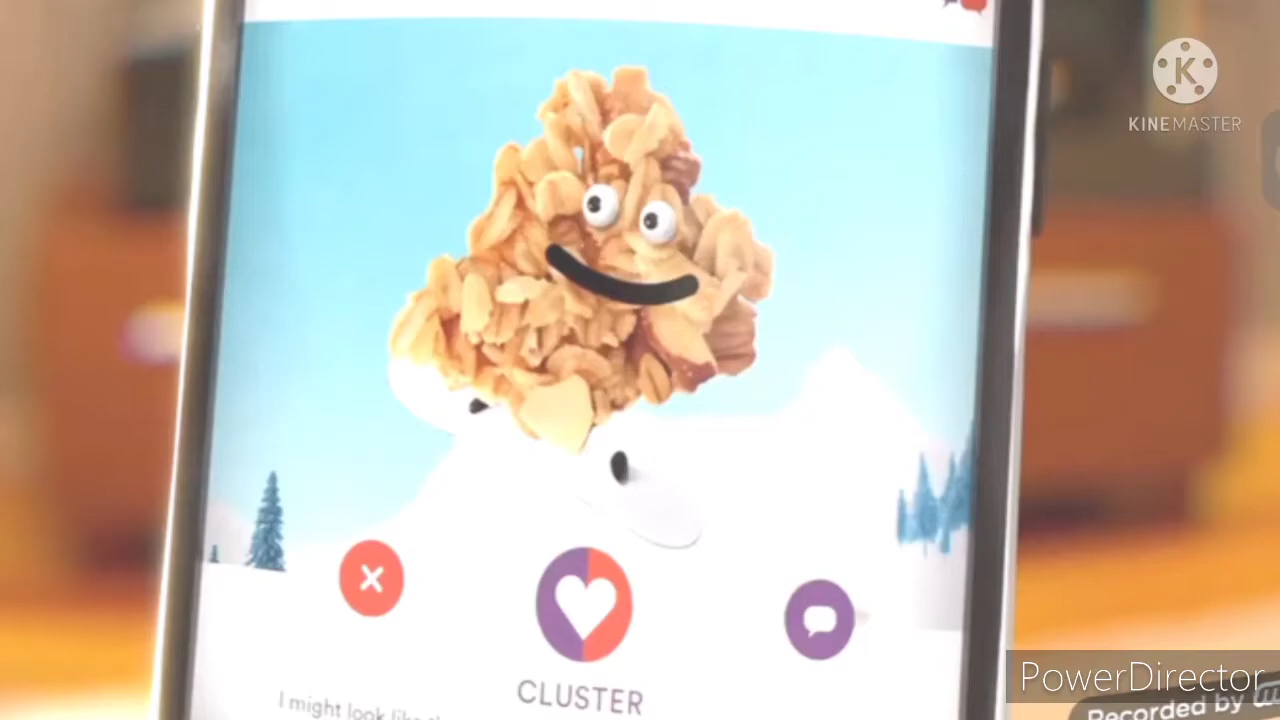 K
KINEMASTER
CLUSTER
I might look like
PowerDirector
Recorded by